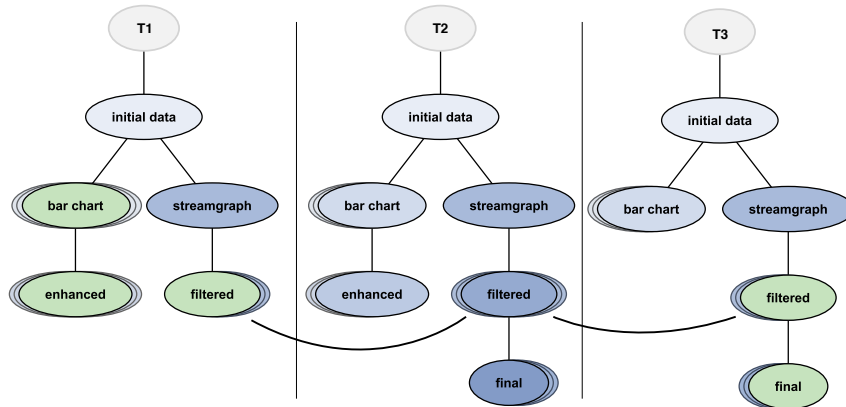 T1
initial data
bar chart
streamgraph
enhanced
filtered
T2
initial data
bar chart
streamgraph
enhanced
filtered
final
T3
initial data
bar chart
streamgraph
filtered
final